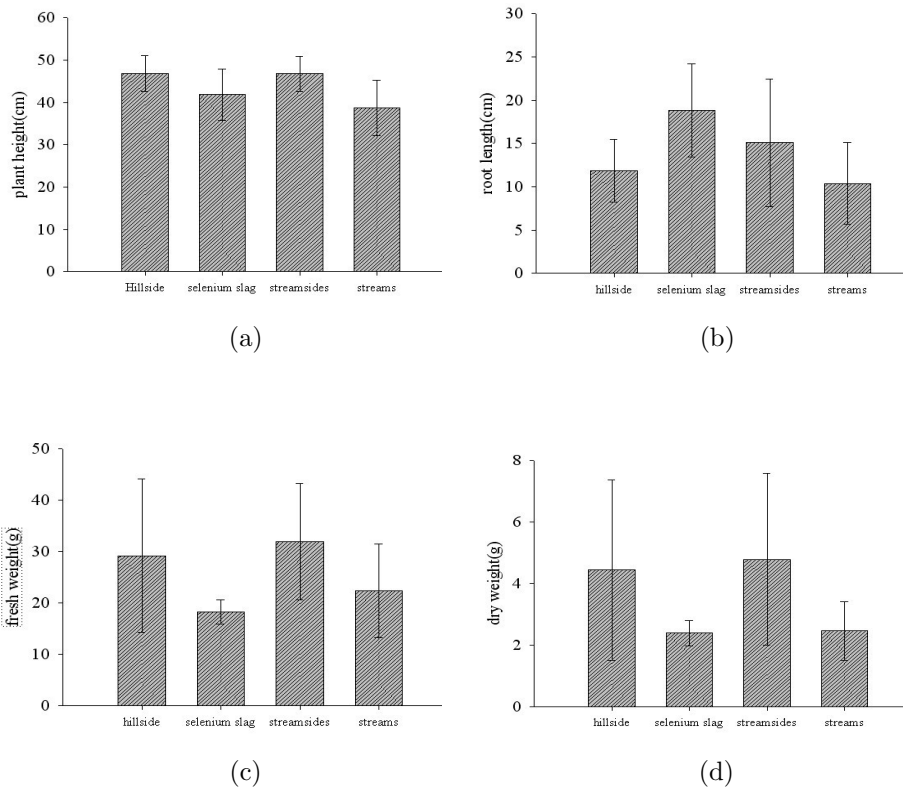 60
50
40
30
20
10
0
plant height(cm)
Hillside selenium slag streamsides streams
(a)
30
25
20
15
10
5
0
root length(cm)
hillside selenium slag streamsides streams
(b)
50
40
30
20
10
0
fresh weight(g)
hillside selenium slag streamsides streams
(c)
8
6
4
2
0
dry weight(g)
hillside selenium slag streamsides streams
(d)